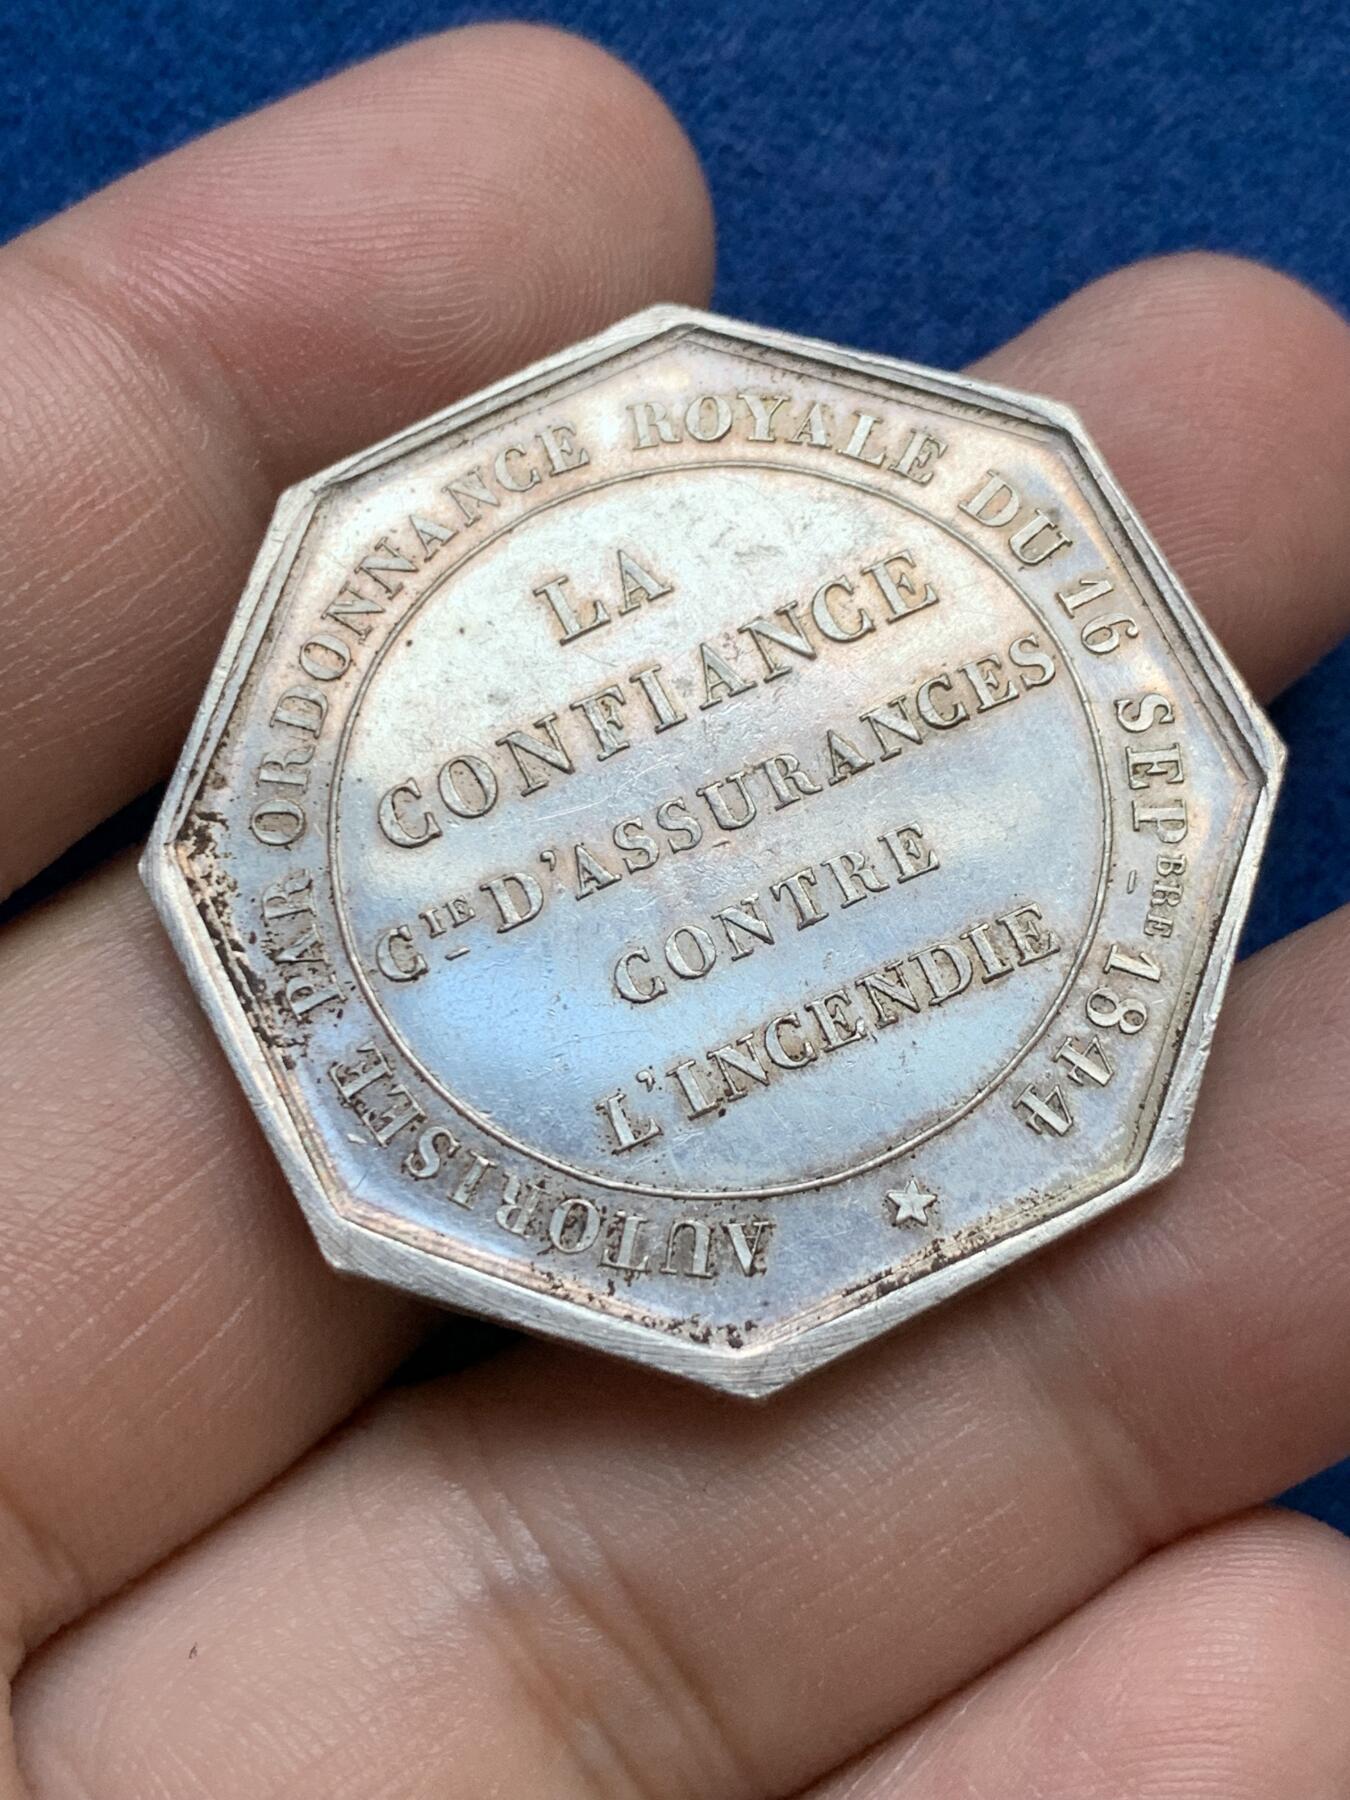 AUTORISÉE PAR ORDONNANCE ROYALE DU 16 SEPBRE 1844
LA
CONFIANCE
CIE D'ASSURANCES
CONTRE
L'INCENDIE